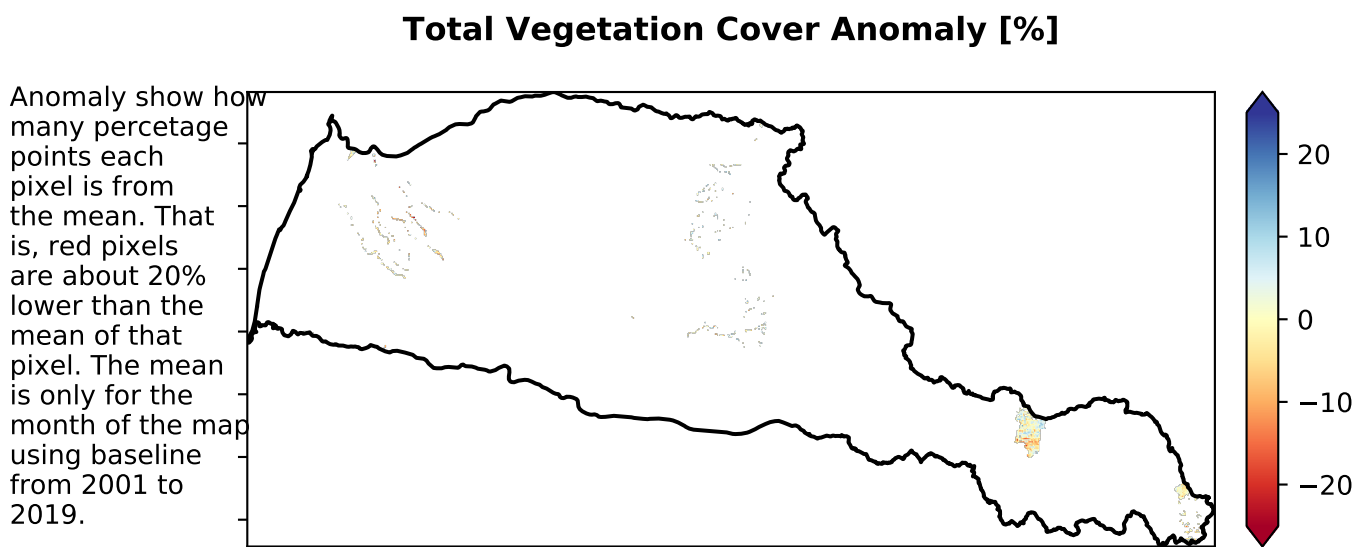 Total Vegetation Cover Anomaly [%]
Anomaly show how
many percetage
points each
pixel is from
the mean. That
is, red pixels
are about 20%
lower than the
mean of that
pixel. The mean
is only for the
month of the map
using baseline
from 2001 to
2019.
20
10
0
−10
−20